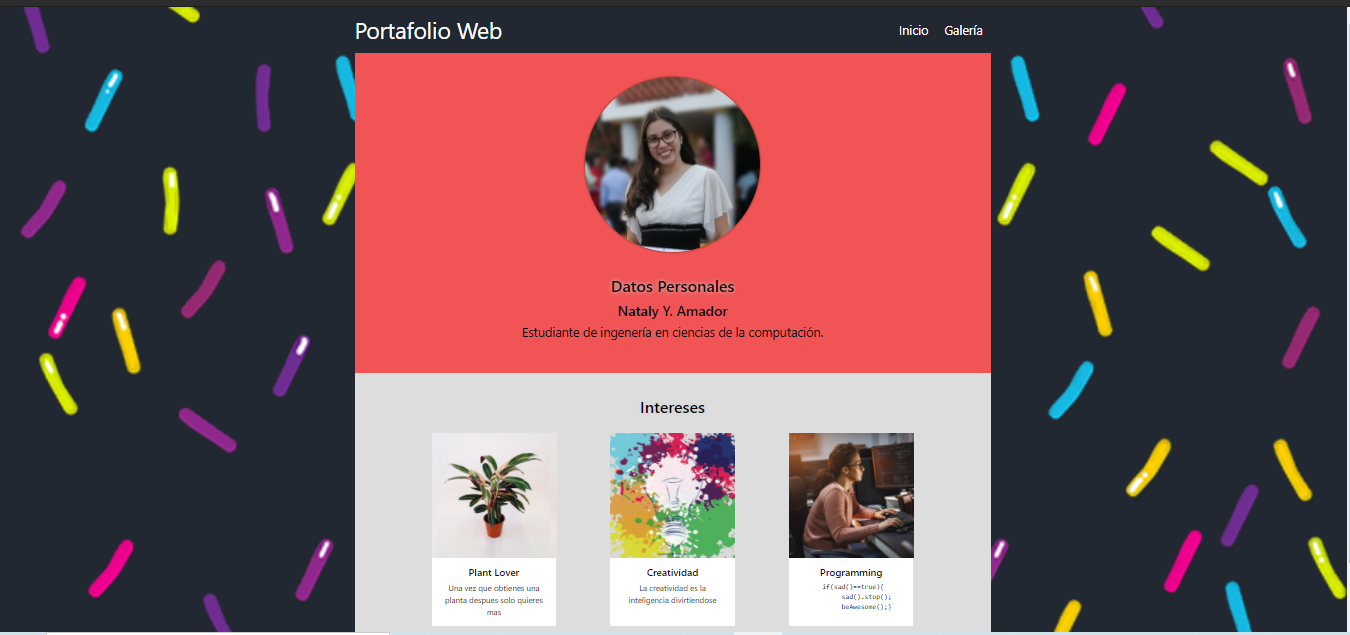 Portafolio Web
Inicio Galería
Datos Personales
Nataly Y. Amador
Estudiante de ingenería en ciencias de la computación.
Intereses
Plant Lover
Una vez que obtienes una
planta despues solo quieres
mas
Creatividad
La creatividad es la
inteligencia divirtiendose
Programming
if(sad()==true){
sad().stop();
beAwesome();}